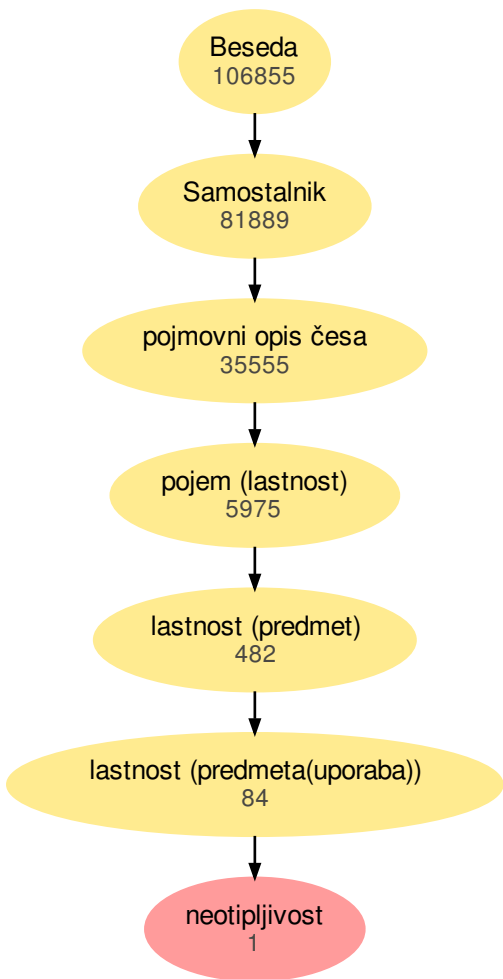 Beseda
106855
Samostalnik
81889
pojmovni opis česa
35555
pojem (lastnost)
5975
lastnost (predmet)
482
lastnost (predmeta(uporaba))
84
neotipljivost
1